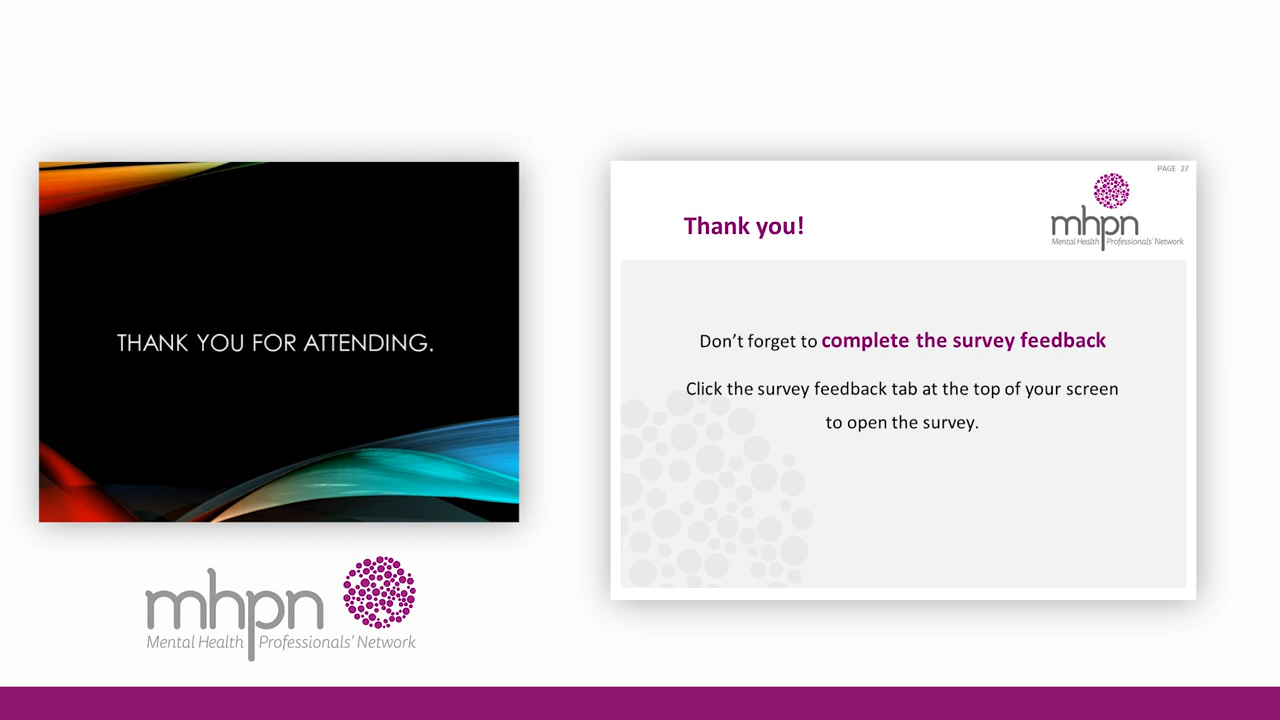 THANK YOU FOR ATTENDING.
mhpn
Mental Health Professionals' Network
PAGE 27
mhpn
Mental Health Professionals' Network
Thank you!
Don't forget to complete the survey feedback
Click the survey feedback tab at the top of your screen
to open the survey.